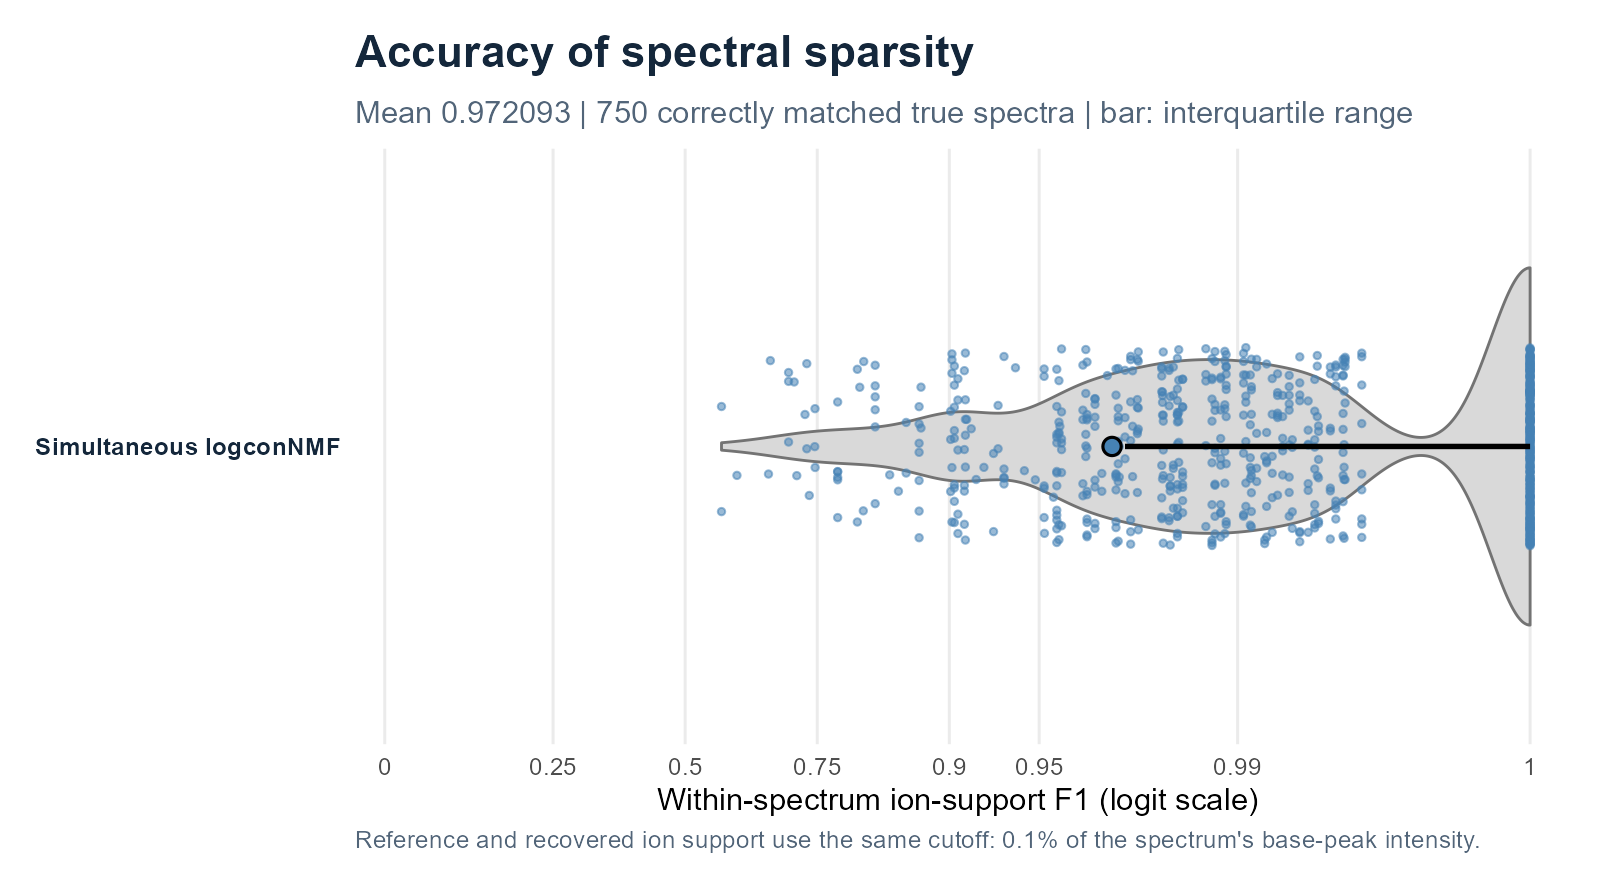 Accuracy of spectral sparsity
Mean 0.972093 | 750 correctly matched true spectra | bar: interquartile range
Simultaneous logconNMF
0 0.25 0.5 0.75 0.9 0.95 0.99 1
Within-spectrum ion-support F1 (logit scale)
Reference and recovered ion support use the same cutoff: 0.1% of the spectrum's base-peak intensity.